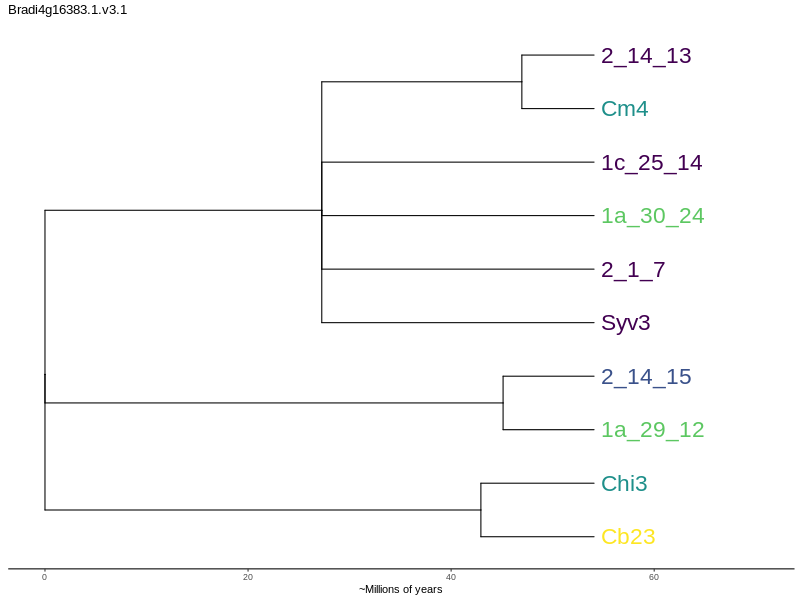 Bradi4g16383.1.v3.1
2_14_13
Cm4
1c_25_14
1a_30_24
2_1_7
Syv3
2_14_15
1a_29_12
Chi3
Cb23
0 20 40 60
~Millions of years